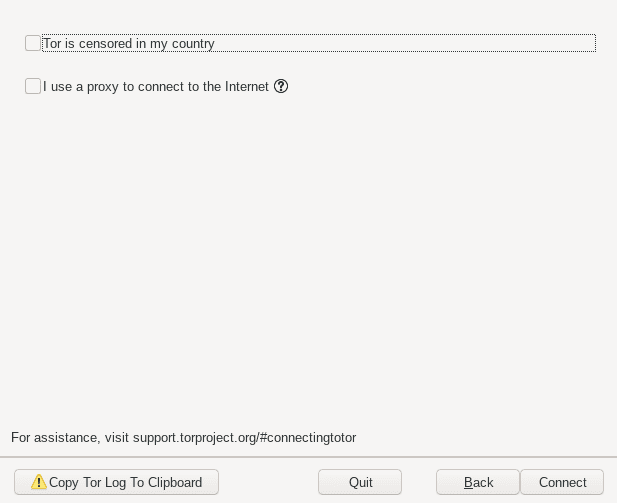 Tor is censored in my country
I use a proxy to connect to the Internet ?
For assistance, visit support.torproject.org/#connectingtotor
Copy Tor Log To Clipboard Quit Back Connect